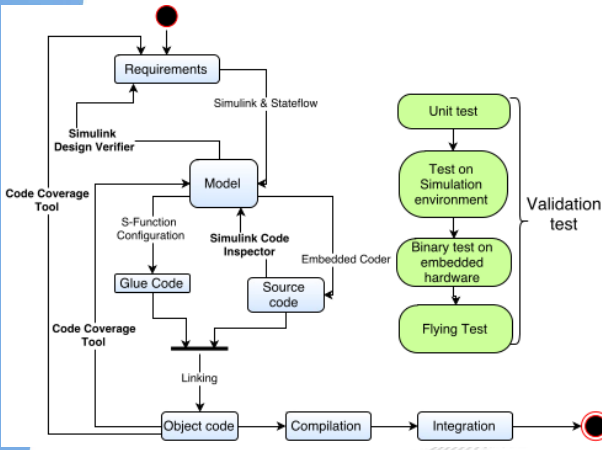 Requirements
Simulink & Stateflow
Simulink
Design Verifier
Code Coverage
Tool
Model
S-Function
Configuration
Simulink Code
Inspector
Embedded Coder
Glue Code
Source
code
Code Coverage
Tool
Linking
Object code
Compilation
Integration
Unit test
Test on
Simulation
environment
Binary test on
embedded
hardware
Flying Test
Validation
test